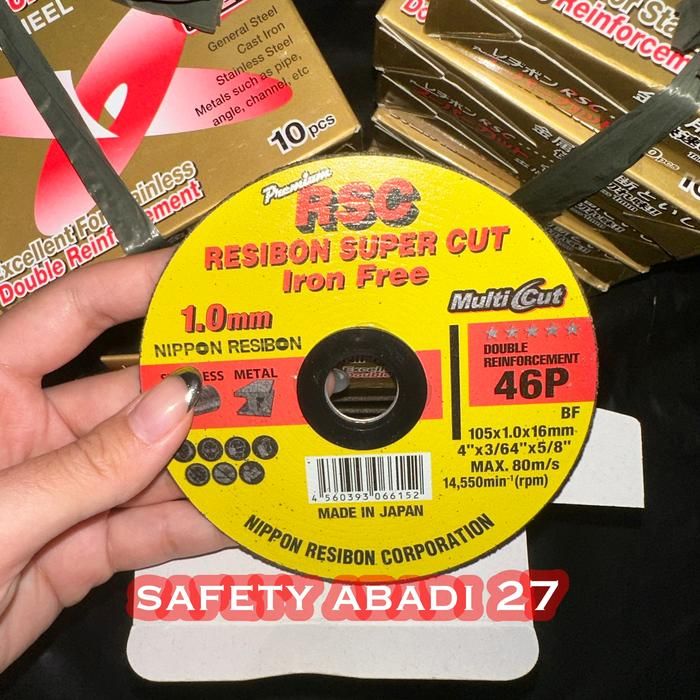 HEEL
General Steel
Cast Iron
Stainless Steel
Metals such as pipe,
angle, channel, etc
10 pcs
Excellent For Stainless
Double Reinforcement
Reinforcem
Premium
RSC
RESIBON SUPER CUT
Iron Free
Multi Cut
1.0mm
NIPPON RESIBON
METAL
DOUBLE
REINFORCEMENT
46P
BF
105x1.0x16mm
4"x3/64"x5/8"
MAX. 80m/s
14,550min⁻¹(rpm)
4 560393 066152
MADE IN JAPAN
NIPPON RESIBON CORPORATION
SAFETY ABADI 27